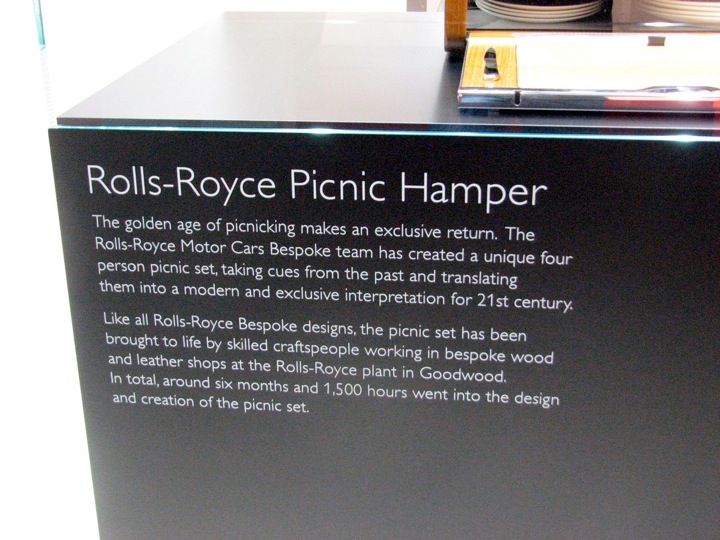 Rolls-Royce Picnic Hamper
The golden age of picnicking makes an exclusive return. The
Rolls-Royce Motor Cars Bespoke team has created a unique four
person picnic set, taking cues from the past and translating
them into a modern and exclusive interpretation for 21st century.
Like all Rolls-Royce Bespoke designs, the picnic set has been
brought to life by skilled craftspeople working in bespoke wood
and leather shops at the Rolls-Royce plant in Goodwood.
In total, around six months and 1,500 hours went into the design
and creation of the picnic set.